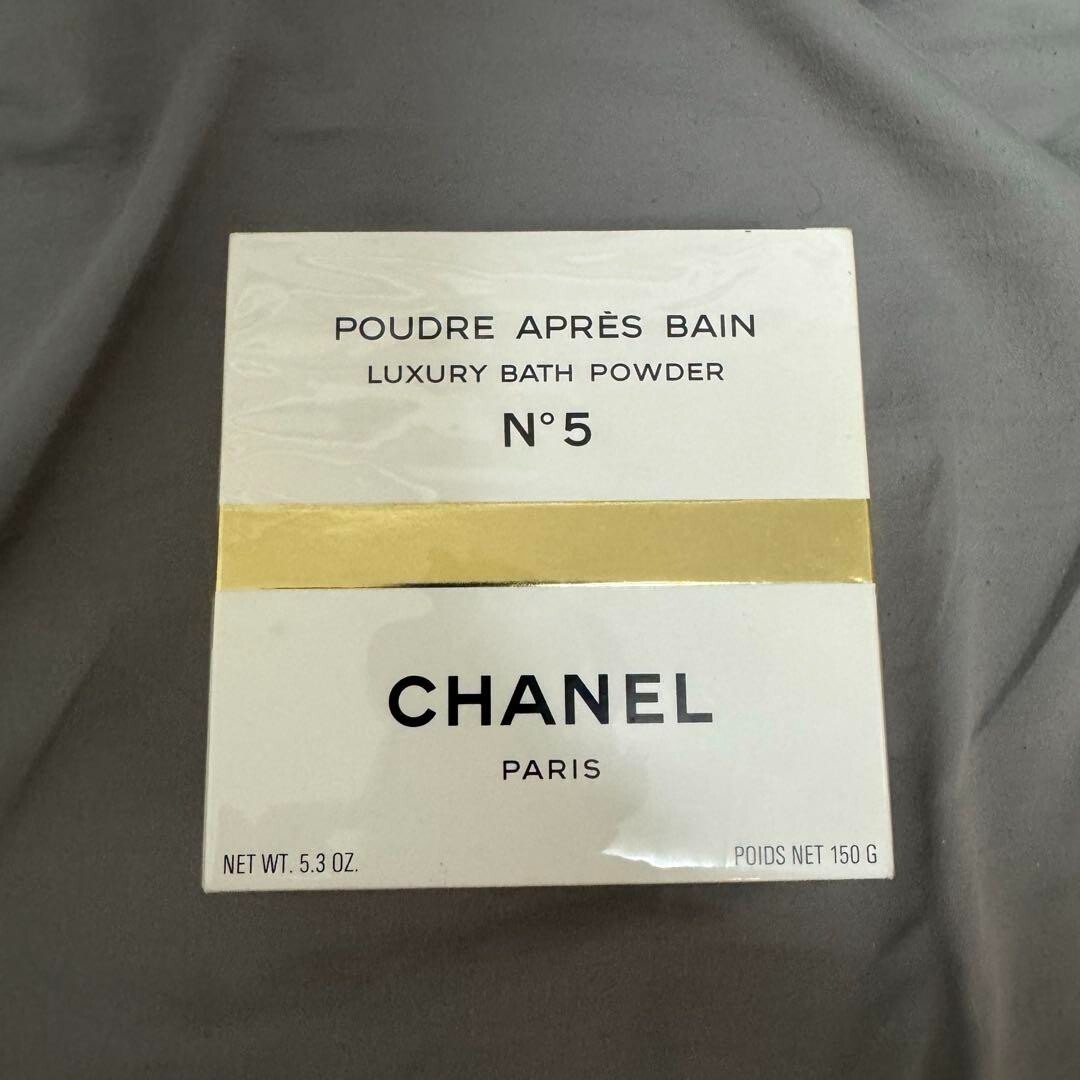 POUDRE APRÈS BAIN
LUXURY BATH POWDER
N° 5
CHANEL
PARIS
NET WT. 5.3 OZ. POIDS NET 150 G